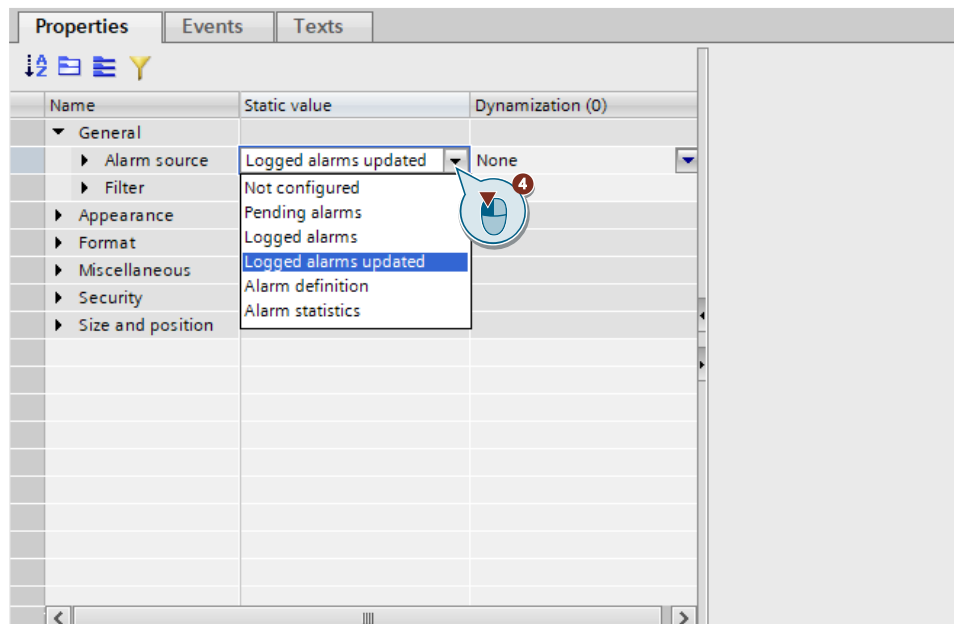 Properties Events Texts
Name Static value Dynamization (0)
General
Alarm source Logged alarms updated None
Filter Not configured 4
Appearance Pending alarms
Format Logged alarms
Miscellaneous Logged alarms updated
Security Alarm definition
Size and position Alarm statistics